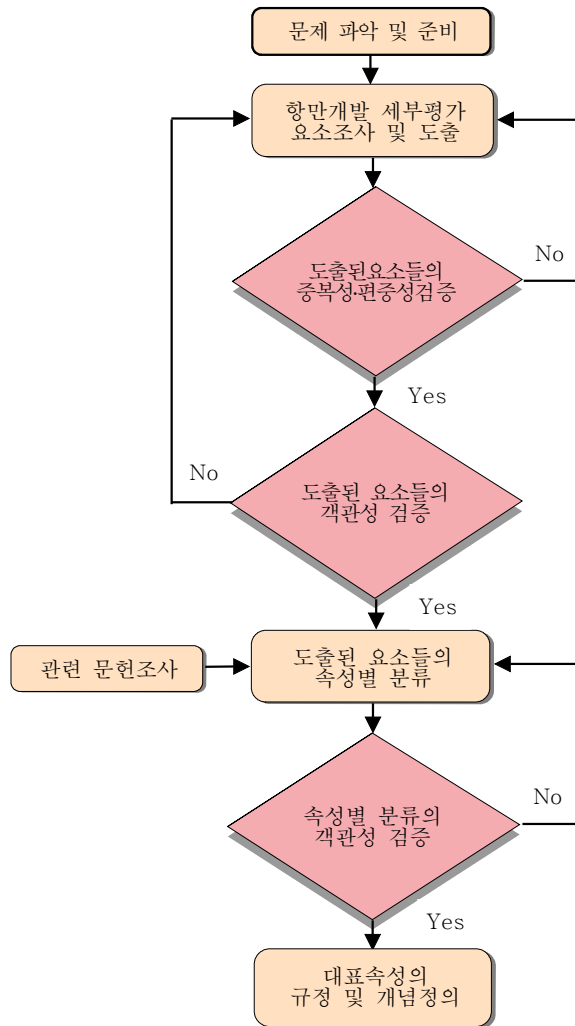 문제 파악 및 준비
항만개발 세부평가
요소조사 및 도출
도출된요소들의
중복성·편중성검증
No
Yes
도출된 요소들의
객관성 검증
No
Yes
관련 문헌조사
도출된 요소들의
속성별 분류
속성별 분류의
객관성 검증
No
Yes
대표속성의
규정 및 개념정의